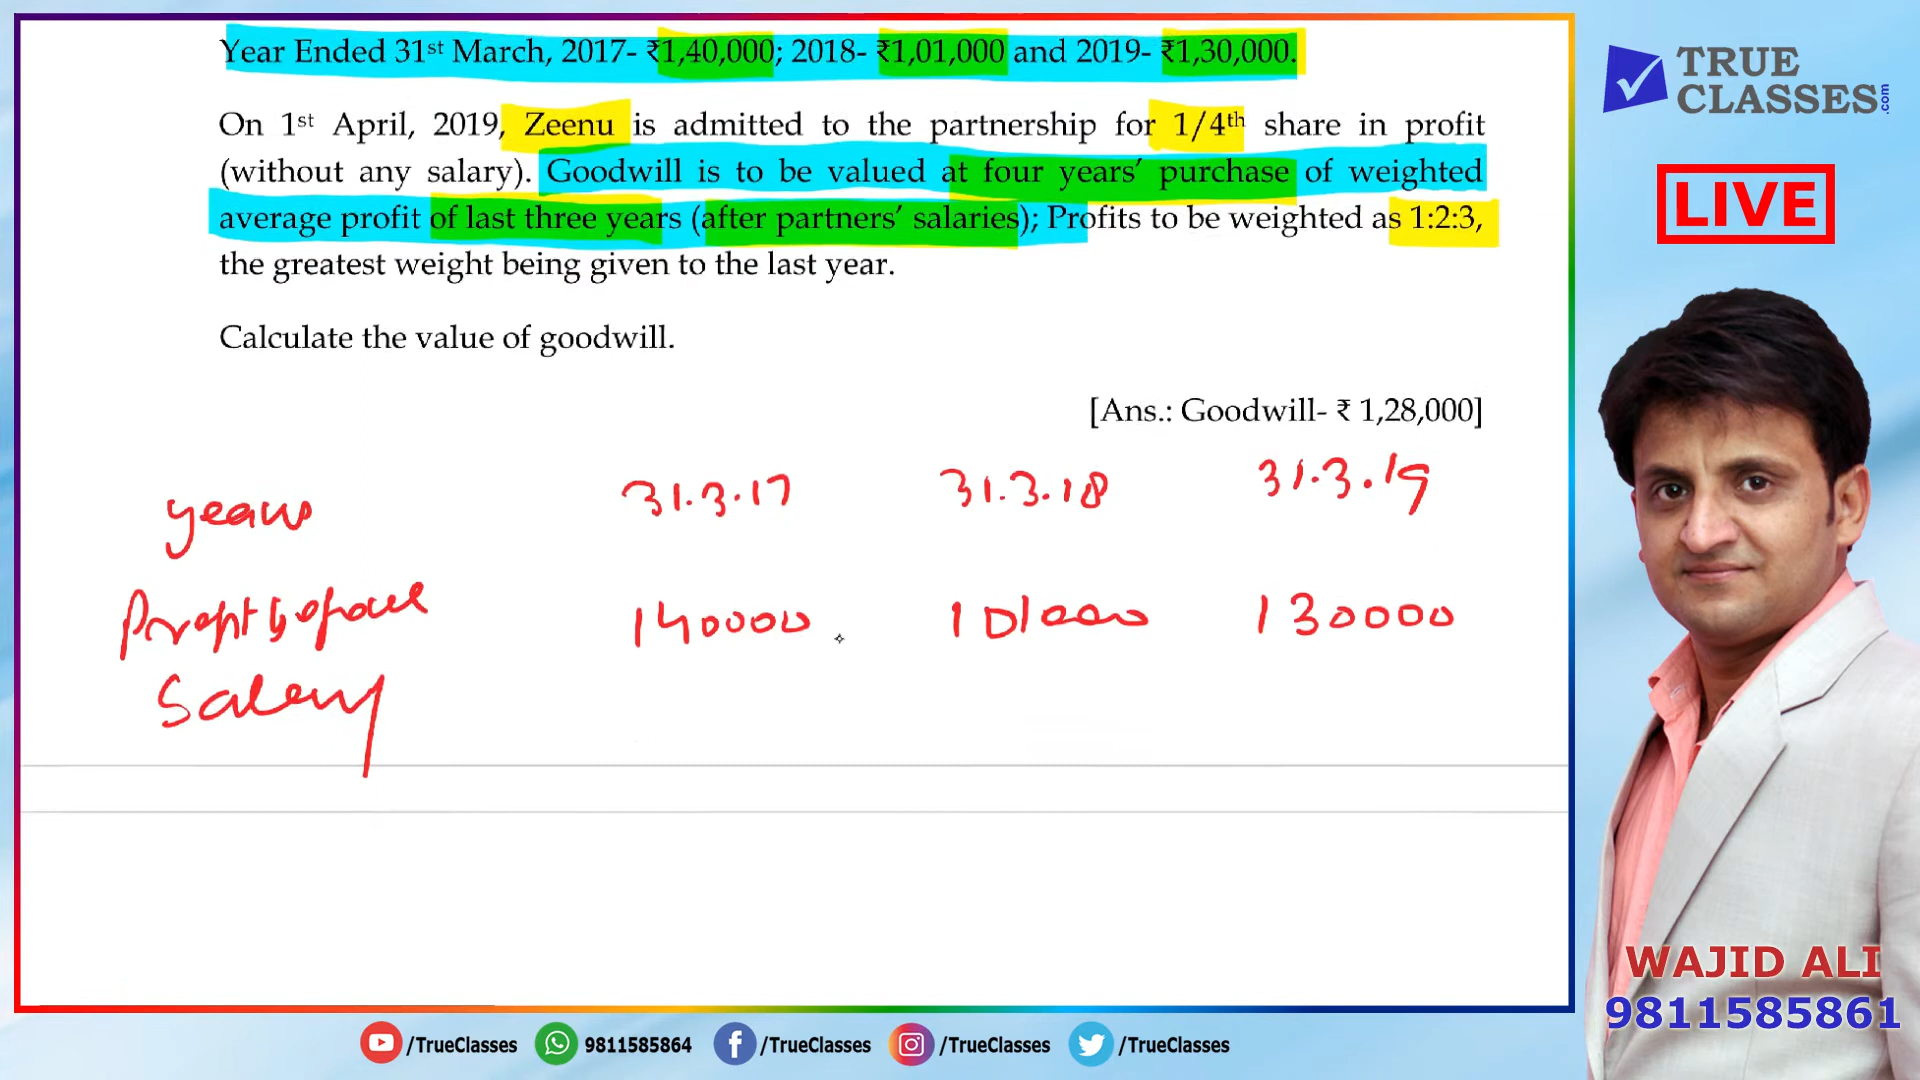 Year Ended 31st March, 2017- ₹1,40,000; 2018- ₹1,01,000 and 2019- ₹1,30,000.
On 1st April, 2019, Zeenu is admitted to the partnership for 1/4th share in profit
(without any salary). Goodwill is to be valued at four years’ purchase of weighted
average profit of last three years (after partners’ salaries); Profits to be weighted as 1:2:3,
the greatest weight being given to the last year.
Calculate the value of goodwill.
[Ans.: Goodwill- ₹ 1,28,000]
years 31.3.17 31.3.18 31.3.19
Profit before 140000 101000 130000
Salary
TRUE
CLASSES.com
LIVE
WAJID ALI
9811585861
/TrueClasses 9811585864 /TrueClasses /TrueClasses /TrueClasses